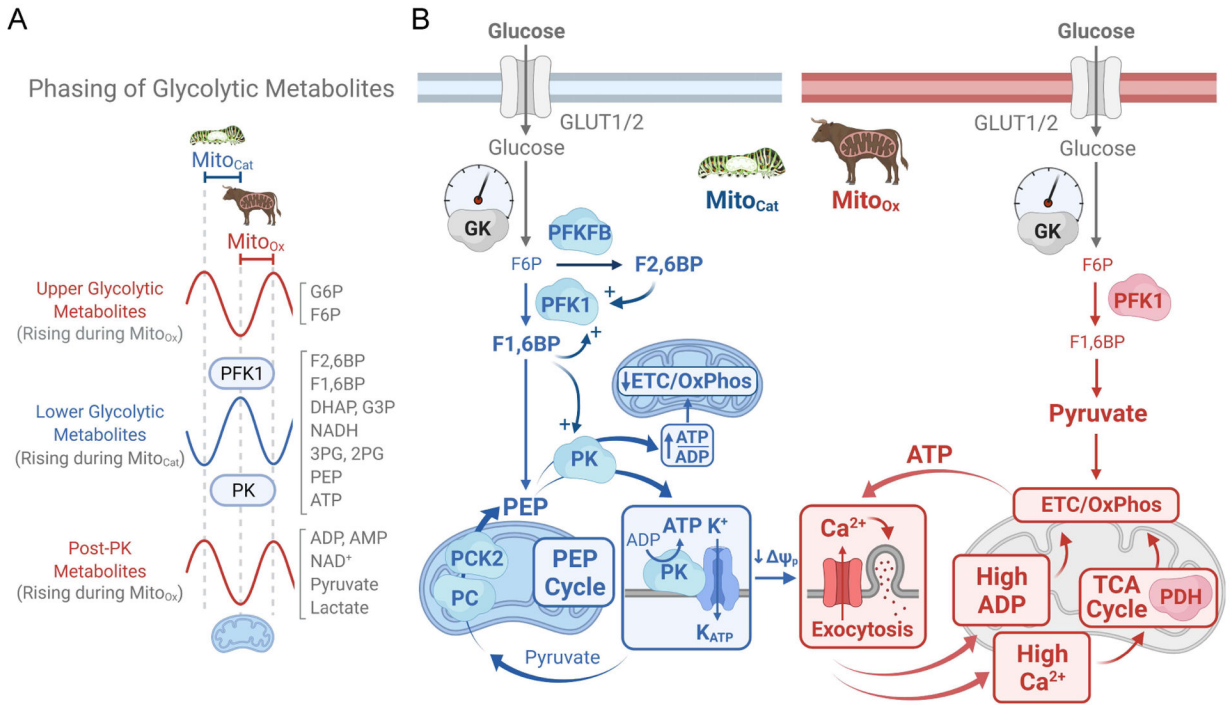 A
Phasing of Glycolytic Metabolites
MitoCat
MitoOx
Upper Glycolytic
Metabolites
(Rising during MitoOx)
G6P
F6P
PFK1
Lower Glycolytic
Metabolites
(Rising during MitoCat)
F2,6BP
F1,6BP
DHAP, G3P
NADH
3PG, 2PG
PEP
ATP
PK
Post-PK
Metabolites
(Rising during MitoOx)
ADP, AMP
NAD+
Pyruvate
Lactate
B
Glucose
GLUT1/2
Glucose
GK
PFKFB
F6P
F2,6BP
+
PFK1
+
F1,6BP
+
↓ETC/OxPhos
↑ATP
ADP
PK
PEP
PCK2
PC
PEP
Cycle
Pyruvate
ADP
ATP K+
PK
KATP
↓Δψp
MitoCat
MitoOx
Glucose
GLUT1/2
Glucose
GK
F6P
PFK1
F1,6BP
Pyruvate
ATP
ETC/OxPhos
Ca2+
Exocytosis
High
ADP
TCA
Cycle
PDH
High
Ca2+